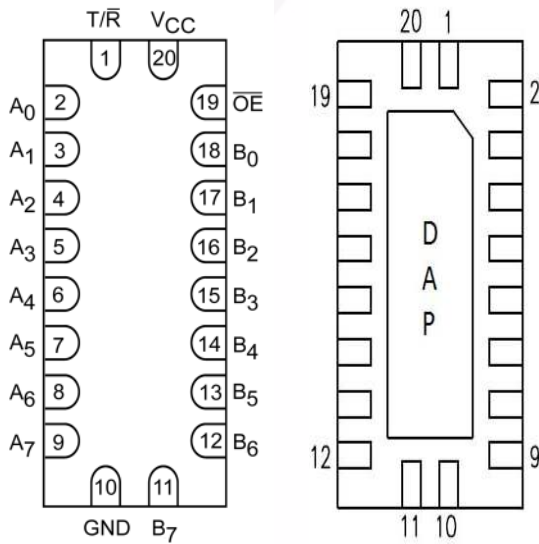 T/R̅ VCC
1 20
A0 2 19 O̅E̅
A1 3 18 B0
A2 4 17 B1
A3 5 16 B2
A4 6 15 B3
A5 7 14 B4
A6 8 13 B5
A7 9 12 B6
10 11
GND B7
20 1
19 2
D
A
P
12 9
11 10